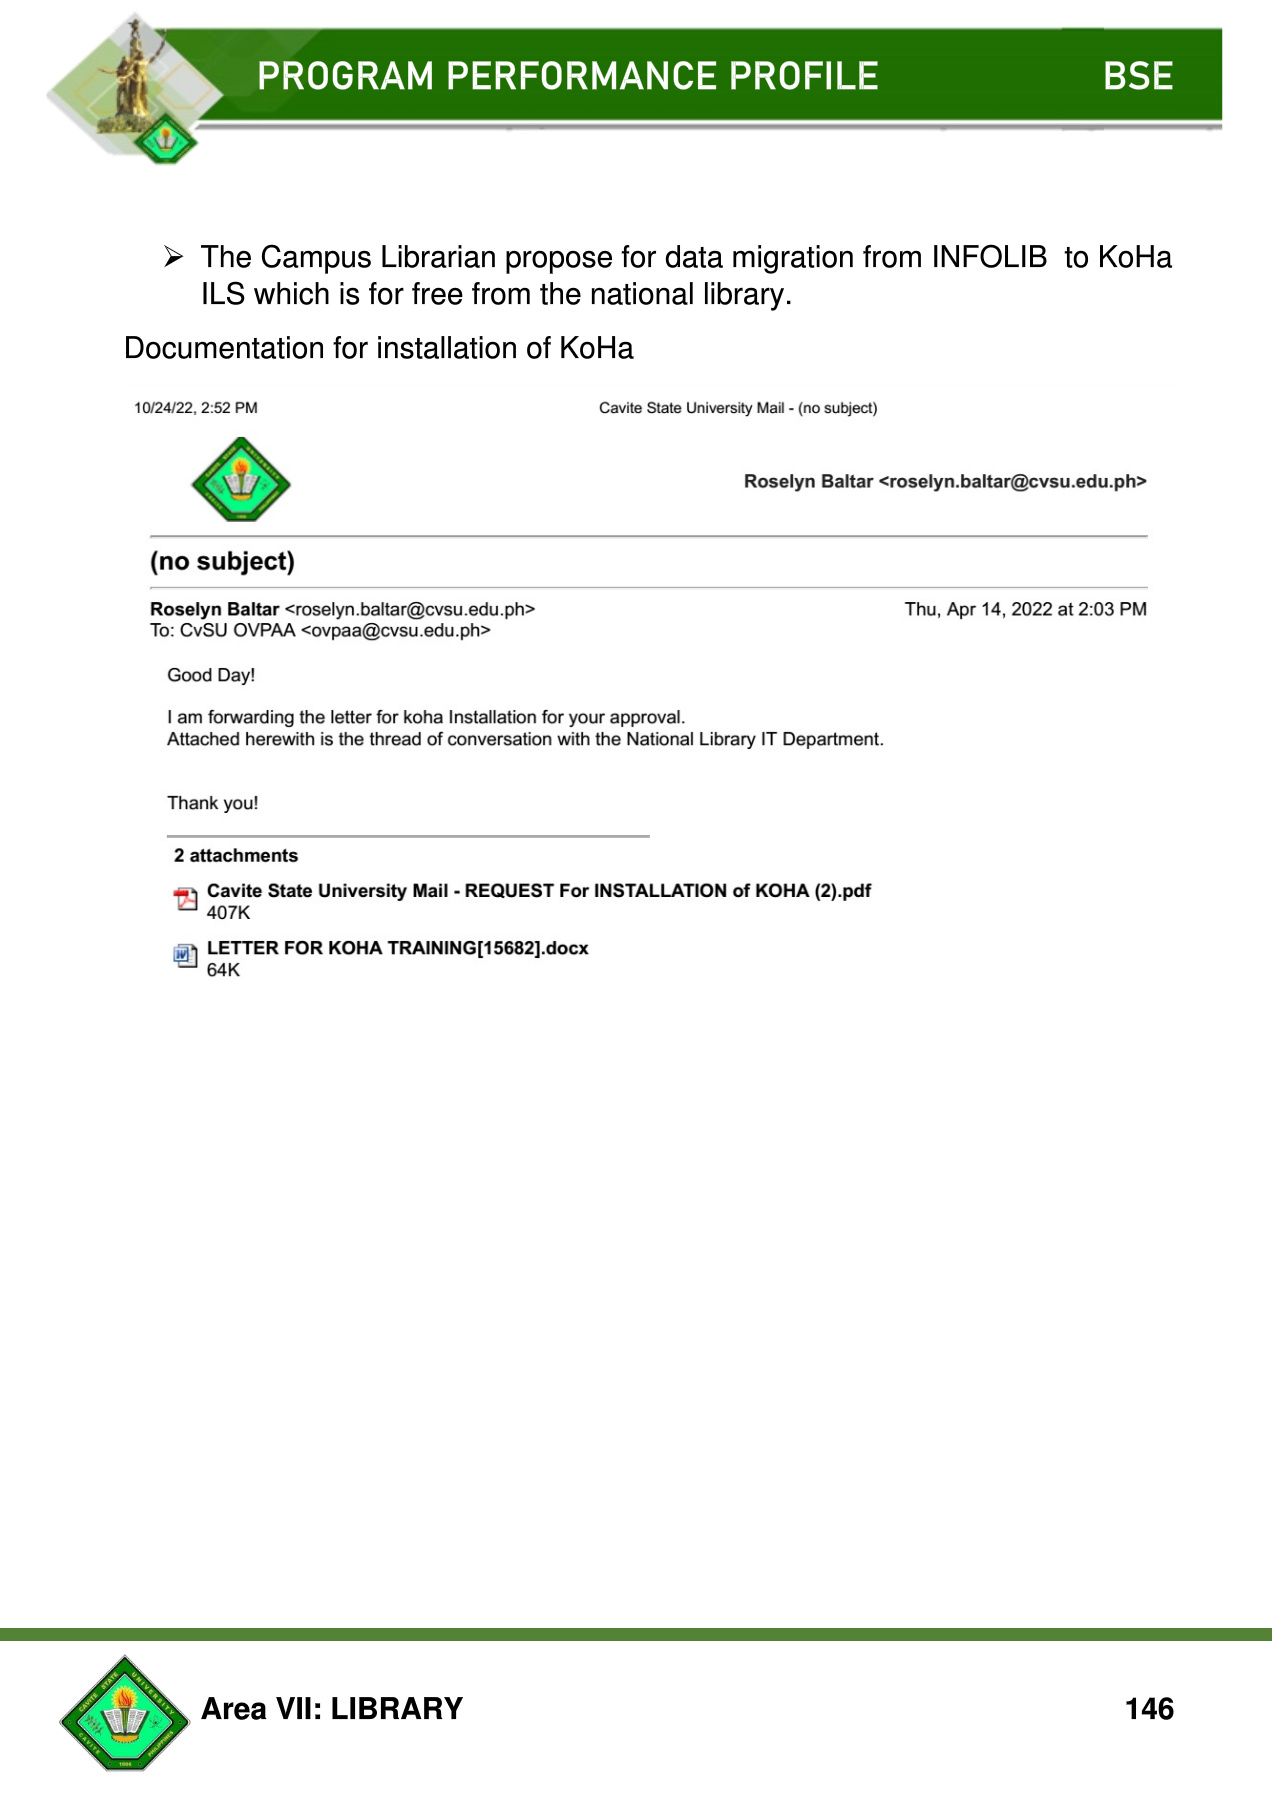 PROGRAM PERFORMANCE PROFILE BSE
➢ The Campus Librarian propose for data migration from INFOLIB to KoHa
ILS which is for free from the national library.
Documentation for installation of KoHa
10/24/22, 2:52 PM Cavite State University Mail - (no subject)
Roselyn Baltar <roselyn.baltar@cvsu.edu.ph>
(no subject)
Roselyn Baltar <roselyn.baltar@cvsu.edu.ph> Thu, Apr 14, 2022 at 2:03 PM
To: CvSU OVPAA <ovpaa@cvsu.edu.ph>
Good Day!
I am forwarding the letter for koha Installation for your approval.
Attached herewith is the thread of conversation with the National Library IT Department.
Thank you!
2 attachments
Cavite State University Mail - REQUEST For INSTALLATION of KOHA (2).pdf
407K
LETTER FOR KOHA TRAINING[15682].docx
64K
CAVITE STATE UNIVERSITY
CAVITE 1906 PHILIPPINES
Area VII: LIBRARY 146